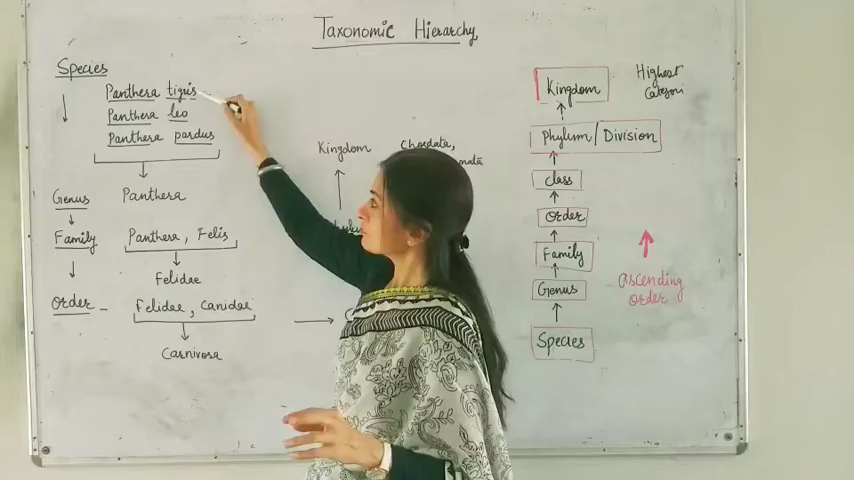 Taxonomic Hierarchy
Species
Panthera tigris
Panthera leo
Panthera pardus
Genus Panthera
Family Panthera, Felis
Felidae
Order - Felidae, Canidae
Carnivora
Kingdom Chordata,
Kingdom
Highest
Categori
Phylum/Division
Class
Order
Family
Genus
Species
Ascending
order